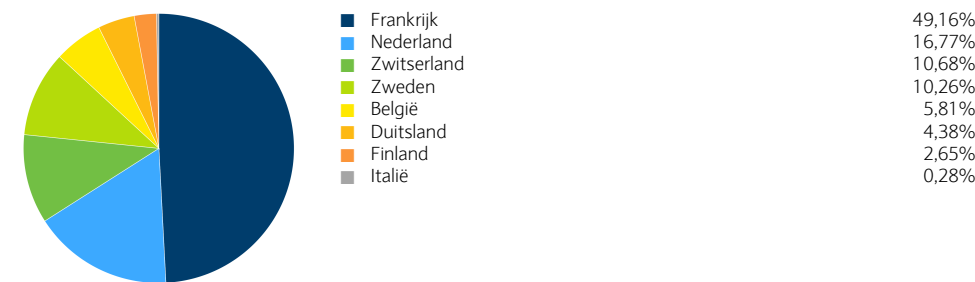 Frankrijk 49,16%
Nederland 16,77%
Zwitserland 10,68%
Zweden 10,26%
België 5,81%
Duitsland 4,38%
Finland 2,65%
Italië 0,28%